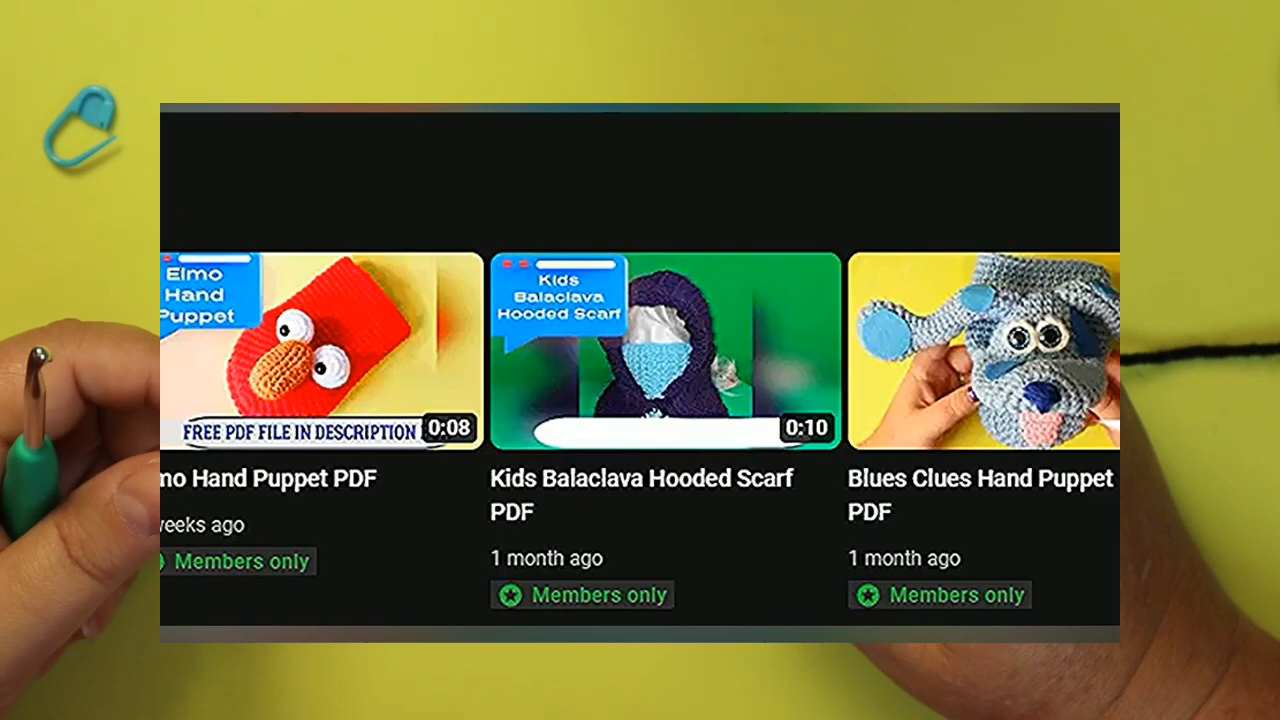 Elmo
Hand
Puppet
FREE PDF FILE IN DESCRIPTION
0:08
mo Hand Puppet PDF
weeks ago
Members only
Kids
Balaclava
Hooded Scarf
0:10
Kids Balaclava Hooded Scarf
PDF
1 month ago
Members only
Blues Clues Hand Puppet
PDF
1 month ago
Members only